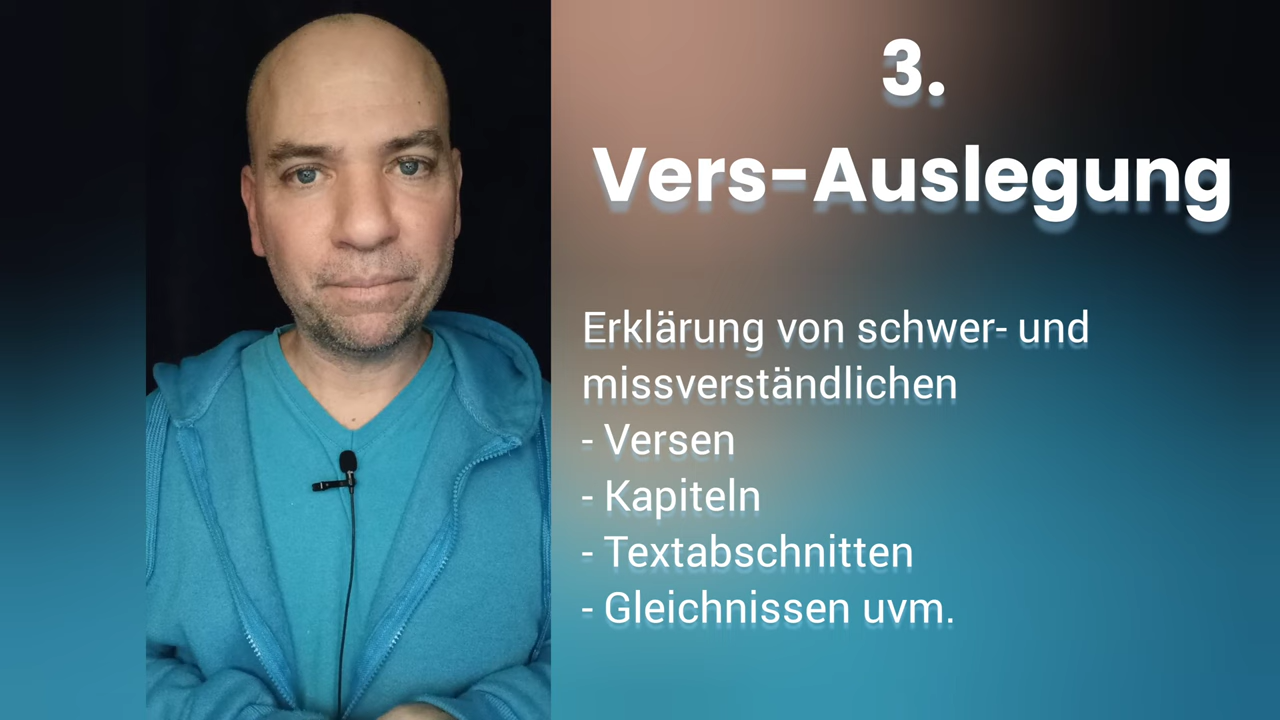 3.
Vers-Auslegung
Erklärung von schwer- und
missverständlichen
- Versen
- Kapiteln
- Textabschnitten
- Gleichnissen uvm.